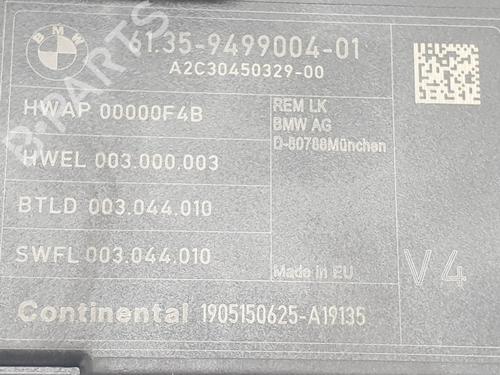 BMW
61.35-9499004-01
A2C30450329-00
HWAP 00000F4B
HWEL 003.000.003
BTLD 003.044.010
SWFL 003.044.010
REM LK
BMW AG
D-80788München
Made in EU
V4
Continental 1905150625-A19135
B-PARTS